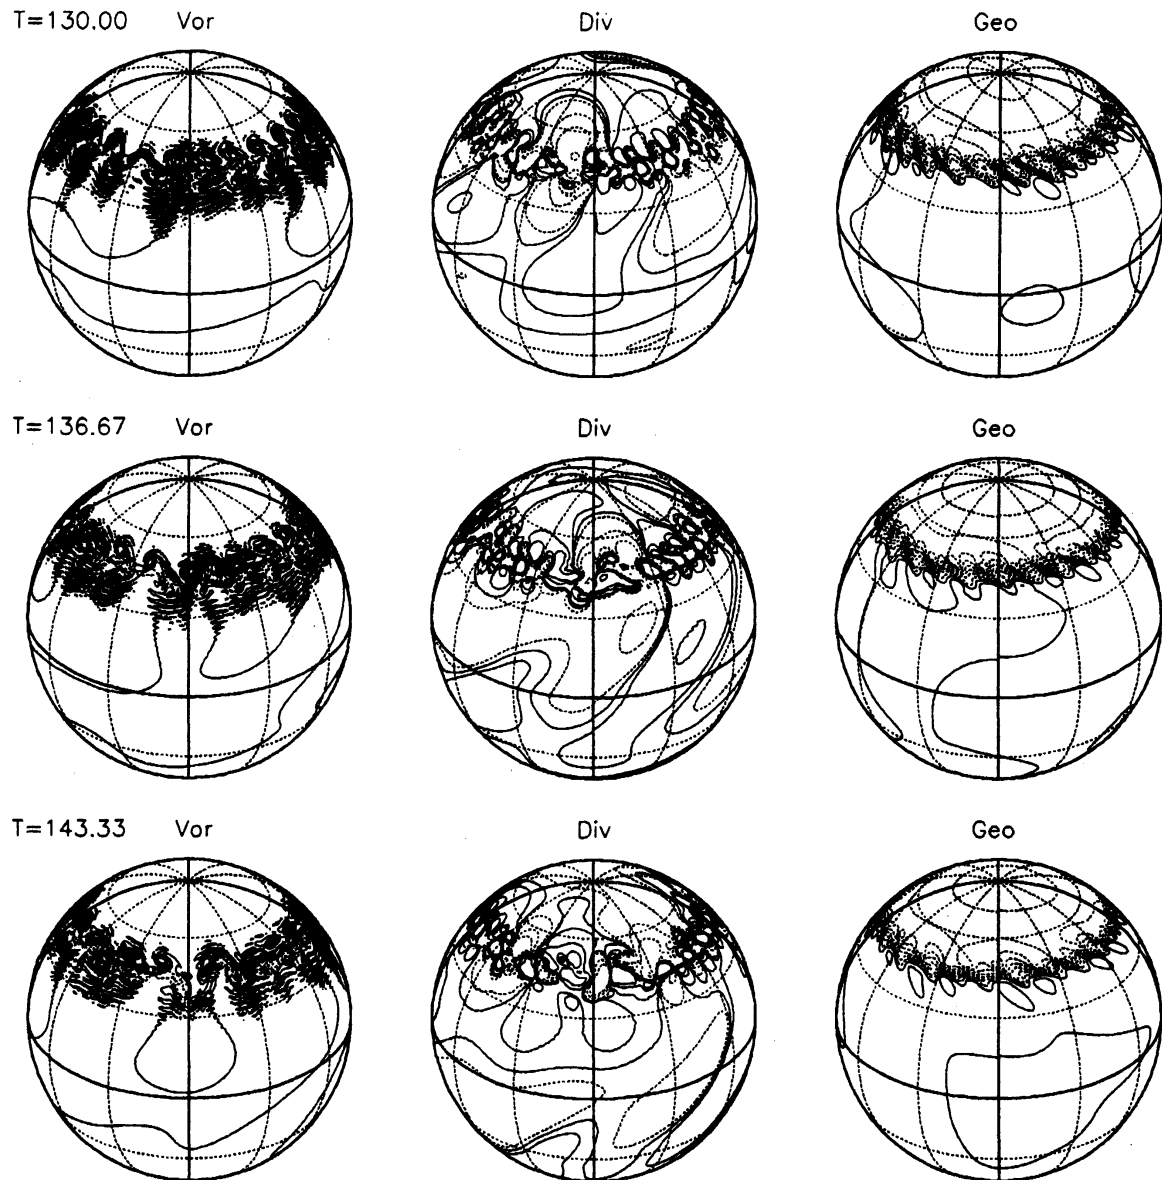 T=130.00 Vor Div Geo
T=136.67 Vor Div Geo
T=143.33 Vor Div Geo